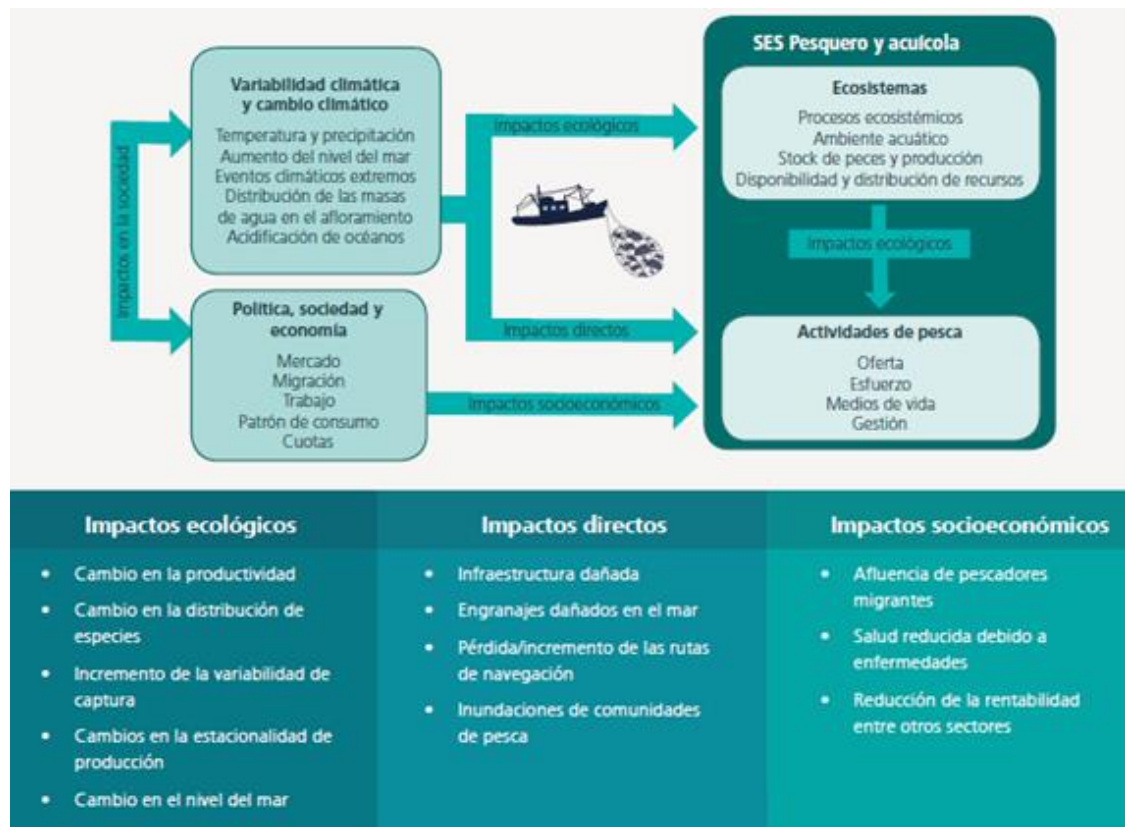 Variabilidad climática
y cambio climático
Temperatura y precipitación
Aumento del nivel del mar
Eventos climáticos extremos
Distribución de las masas
de agua en el afloramiento
Acidificación de océanos
Impactos en la sociedad
Política, sociedad y
economía
Mercado
Migración
Trabajo
Patrón de consumo
Cuotas
Impactos ecológicos
Impactos directos
Impactos socioeconómicos
SES Pesquero y acuícola
Ecosistemas
Procesos ecosistémicos
Ambiente acuático
Stock de peces y producción
Disponibilidad y distribución de recursos
Impactos ecológicos
Actividades de pesca
Oferta
Esfuerzo
Medios de vida
Gestión
Impactos ecológicos
• Cambio en la productividad
• Cambio en la distribución de
especies
• Incremento de la variabilidad de
captura
• Cambios en la estacionalidad de
producción
• Cambio en el nivel del mar
Impactos directos
• Infraestructura dañada
• Engranajes dañados en el mar
• Pérdida/incremento de las rutas
de navegación
• Inundaciones de comunidades
de pesca
Impactos socioeconómicos
• Afluencia de pescadores
migrantes
• Salud reducida debido a
enfermedades
• Reducción de la rentabilidad
entre otros sectores